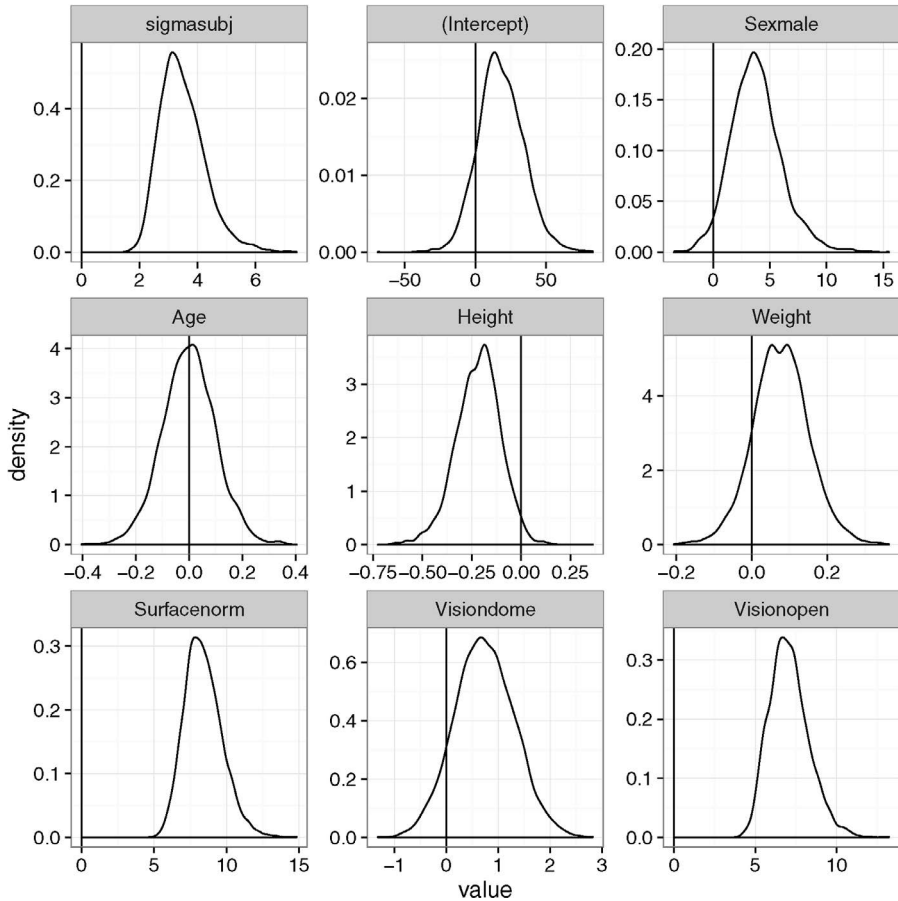 sigmasubj
(Intercept)
Sexmale
0.4
0.2
0.0
0 2 4 6
0.02
0.01
0.00
−50 0 50
0.20
0.15
0.10
0.05
0.00
0 5 10 15
Age
Height
Weight
4
3
2
1
0
−0.4 −0.2 0.0 0.2 0.4
3
2
1
0
−0.75 −0.50 −0.25 0.00 0.25
4
2
0
−0.2 0.0 0.2
density
Surfacenorm
Visiondome
Visionopen
0.3
0.2
0.1
0.0
0 5 10 15
0.6
0.4
0.2
0.0
−1 0 1 2 3
0.3
0.2
0.1
0.0
0 5 10
value